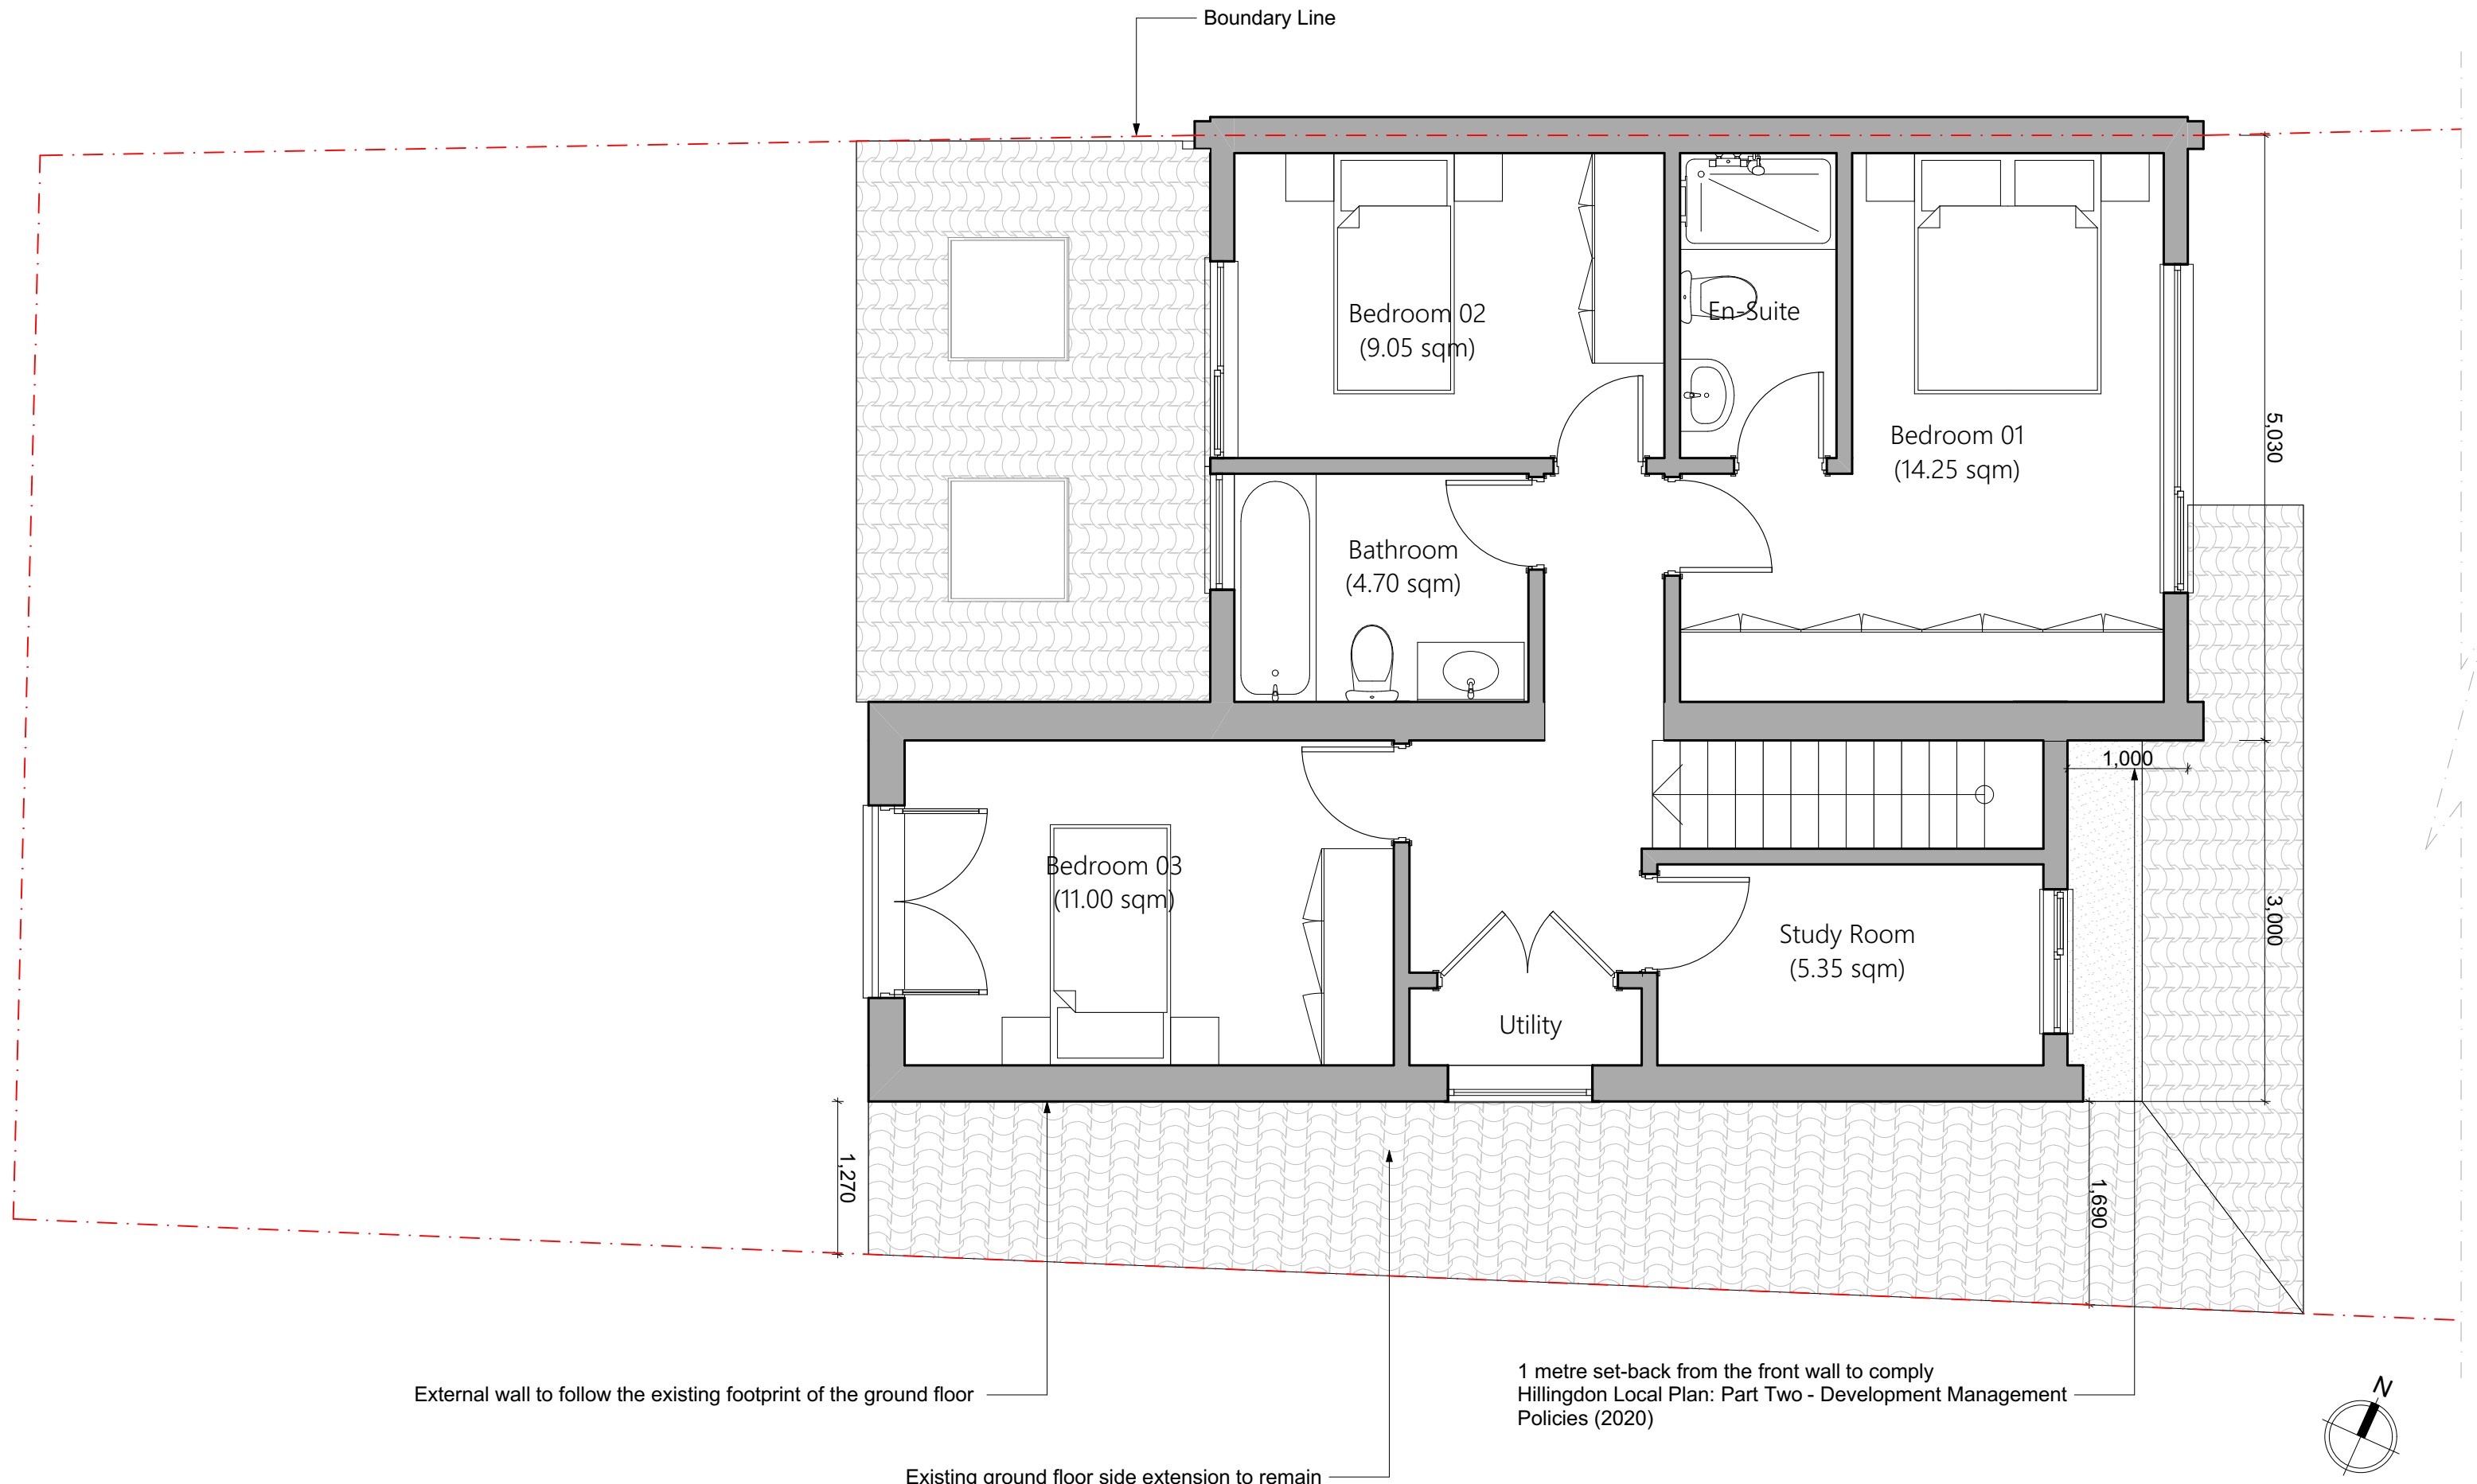 Boundary Line
Bedroom 02
(9.05 sqm)
En-Suite
Bedroom 01
(14.25 sqm)
5,030
Bathroom
(4.70 sqm)
1,000
Bedroom 03
(11.00 sqm)
Study Room
(5.35 sqm)
3,000
Utility
1,270
1,690
External wall to follow the existing footprint of the ground floor
1 metre set-back from the front wall to comply
Hillingdon Local Plan: Part Two - Development Management
Policies (2020)
N
Existing ground floor side extension to remain